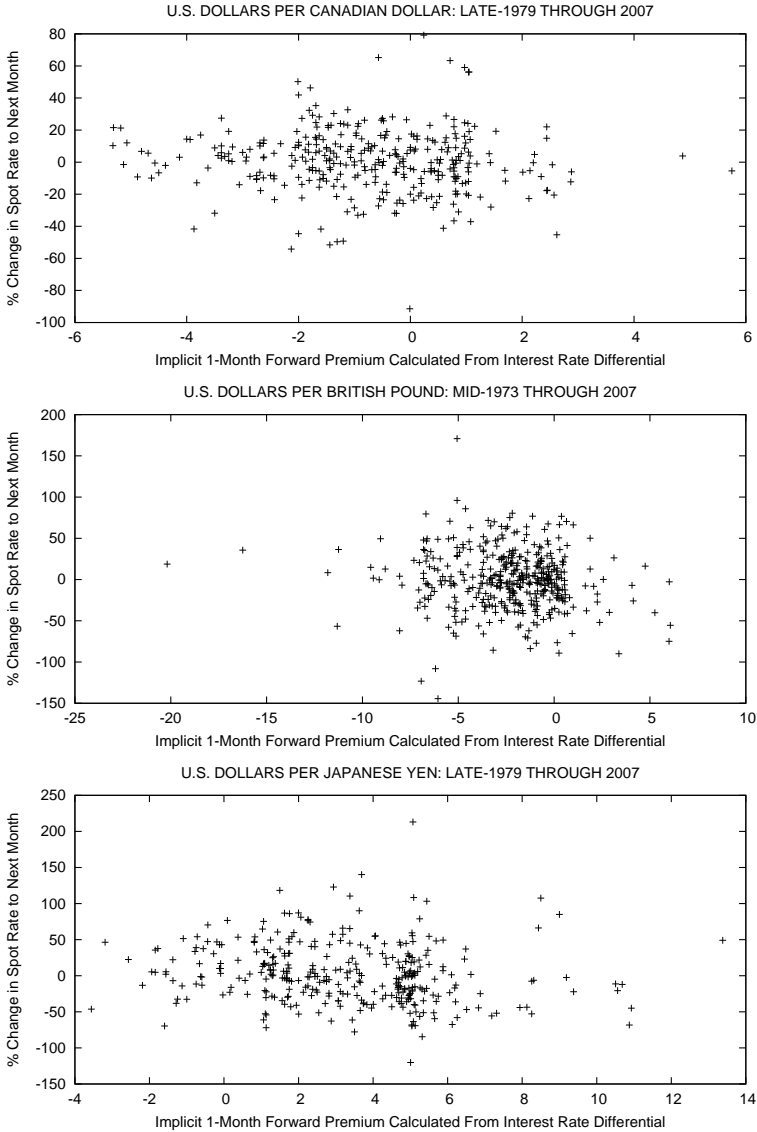 U.S. DOLLARS PER CANADIAN DOLLAR: LATE-1979 THROUGH 2007
% Change in Spot Rate to Next Month
80
60
40
20
0
-20
-40
-60
-80
-100
-6 -4 -2 0 2 4 6
Implicit 1-Month Forward Premium Calculated From Interest Rate Differential
U.S. DOLLARS PER BRITISH POUND: MID-1973 THROUGH 2007
% Change in Spot Rate to Next Month
200
150
100
50
0
-50
-100
-150
-25 -20 -15 -10 -5 0 5 10
Implicit 1-Month Forward Premium Calculated From Interest Rate Differential
U.S. DOLLARS PER JAPANESE YEN: LATE-1979 THROUGH 2007
% Change in Spot Rate to Next Month
250
200
150
100
50
0
-50
-100
-150
-4 -2 0 2 4 6 8 10 12 14
Implicit 1-Month Forward Premium Calculated From Interest Rate Differential